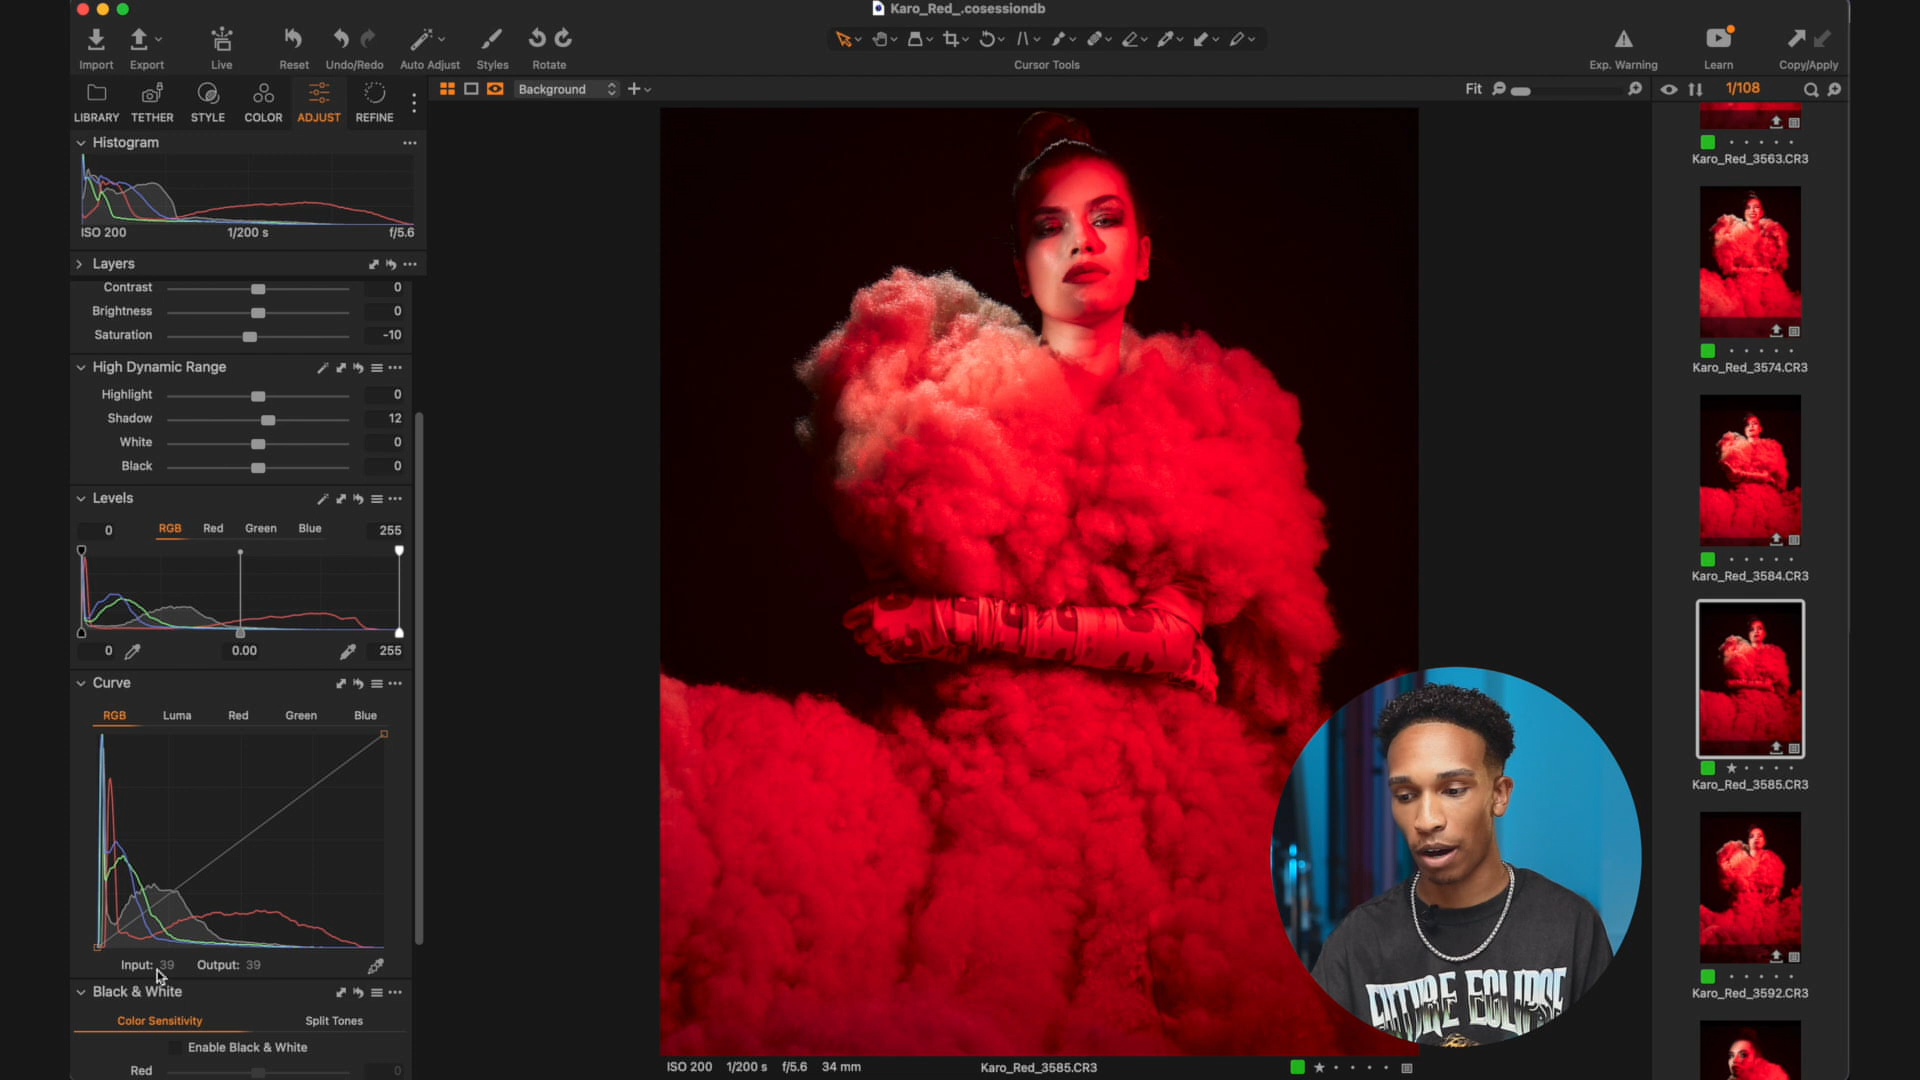 Karo_Red_.cosessiondb
Import Export Live Reset Undo/Redo Auto Adjust Styles Rotate
Cursor Tools
Exp. Warning Learn Copy/Apply
LIBRARY TETHER STYLE COLOR ADJUST REFINE
Background
Fit
1/108
Histogram
ISO 200 1/200 s f/5.6
Layers
Contrast 0
Brightness 0
Saturation -10
High Dynamic Range
Highlight 0
Shadow 12
White 0
Black 0
Levels
0 RGB Red Green Blue 255
0 0.00 255
Curve
RGB Luma Red Green Blue
Input: 39 Output: 39
Black & White
Color Sensitivity Split Tones
Enable Black & White
Red 0
ISO 200 1/200 s f/5.6 34 mm Karo_Red_3585.CR3
FUTURE ECLIPSE
Karo_Red_3563.CR3
Karo_Red_3574.CR3
Karo_Red_3584.CR3
Karo_Red_3585.CR3
Karo_Red_3592.CR3